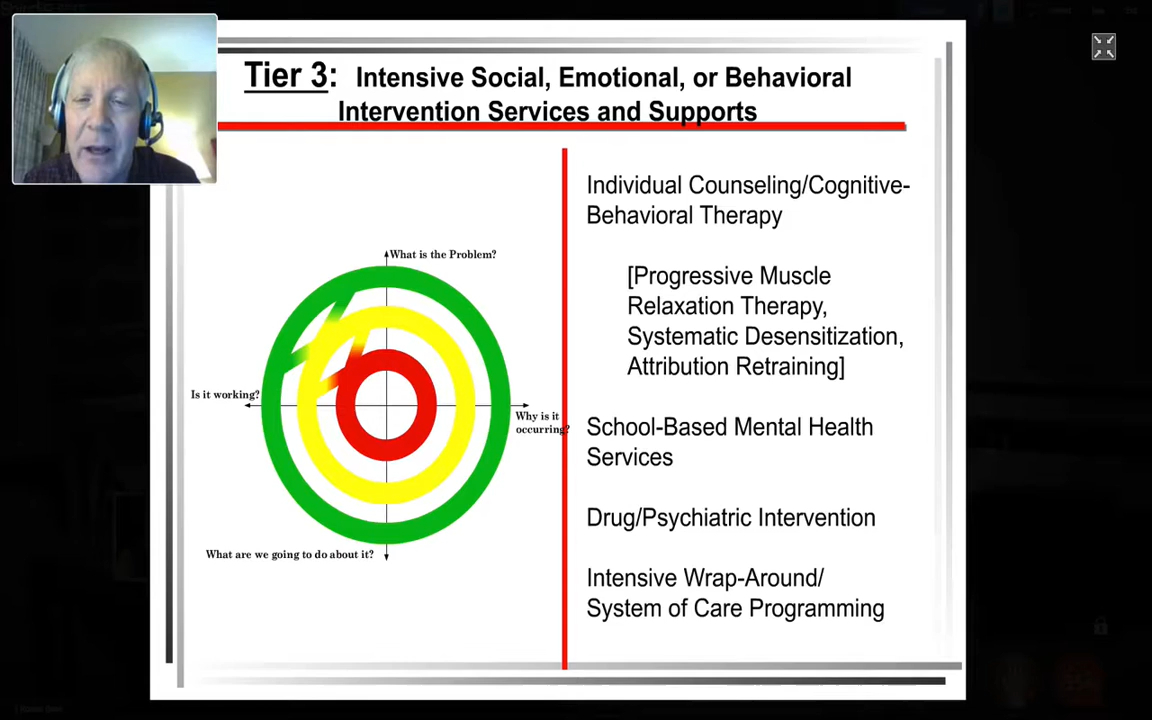 Tier 3: Intensive Social, Emotional, or Behavioral
Intervention Services and Supports
What is the Problem?
Is it working?
Why is it
occurring?
What are we going to do about it?
Individual Counseling/Cognitive-
Behavioral Therapy
[Progressive Muscle
Relaxation Therapy,
Systematic Desensitization,
Attribution Retraining]
School-Based Mental Health
Services
Drug/Psychiatric Intervention
Intensive Wrap-Around/
System of Care Programming